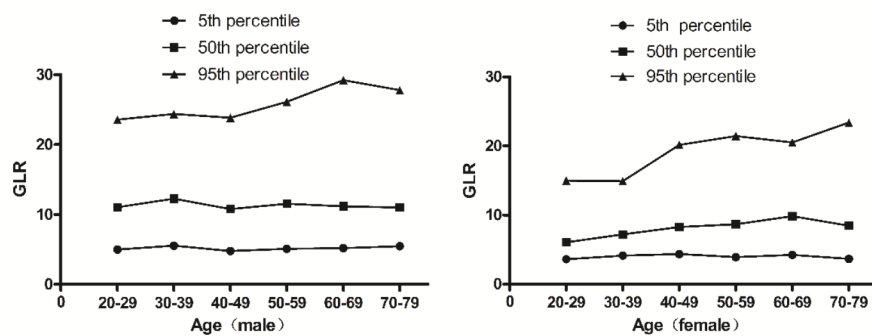 5th percentile
50th percentile
95th percentile
30
20
10
0
GLR
0 20-29 30-39 40-49 50-59 60-69 70-79
Age（male）
5th percentile
50th percentile
95th percentile
30
20
10
0
GLR
0 20-29 30-39 40-49 50-59 60-69 70-79
Age（female）